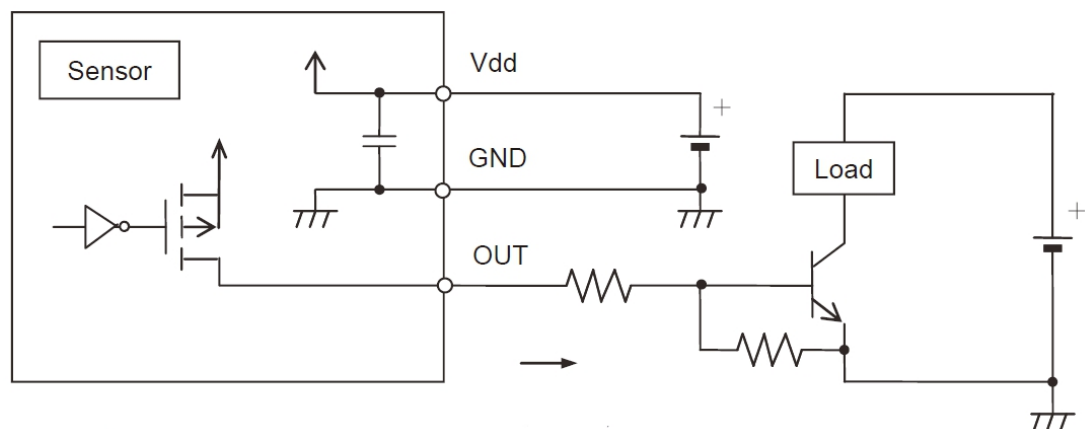 Sensor
Vdd
GND
OUT
Load
+
+